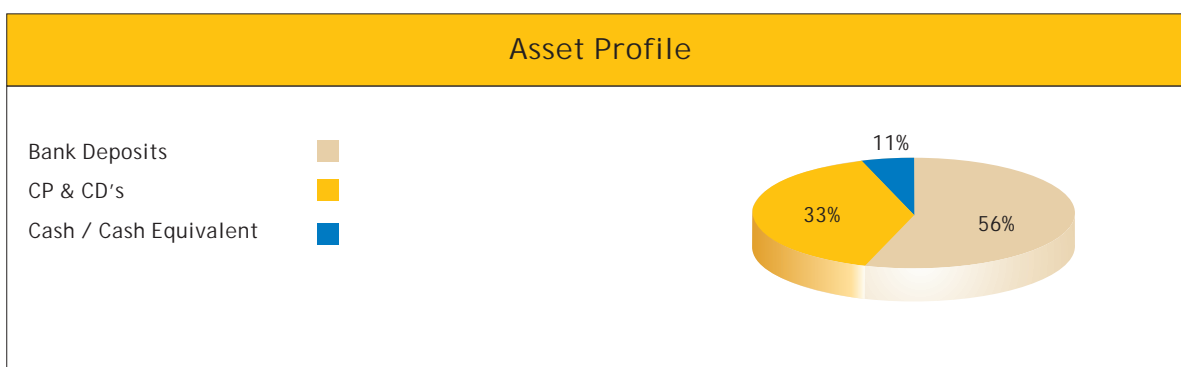 Asset Profile
Bank Deposits
CP & CD's
Cash / Cash Equivalent
11%
33%
56%